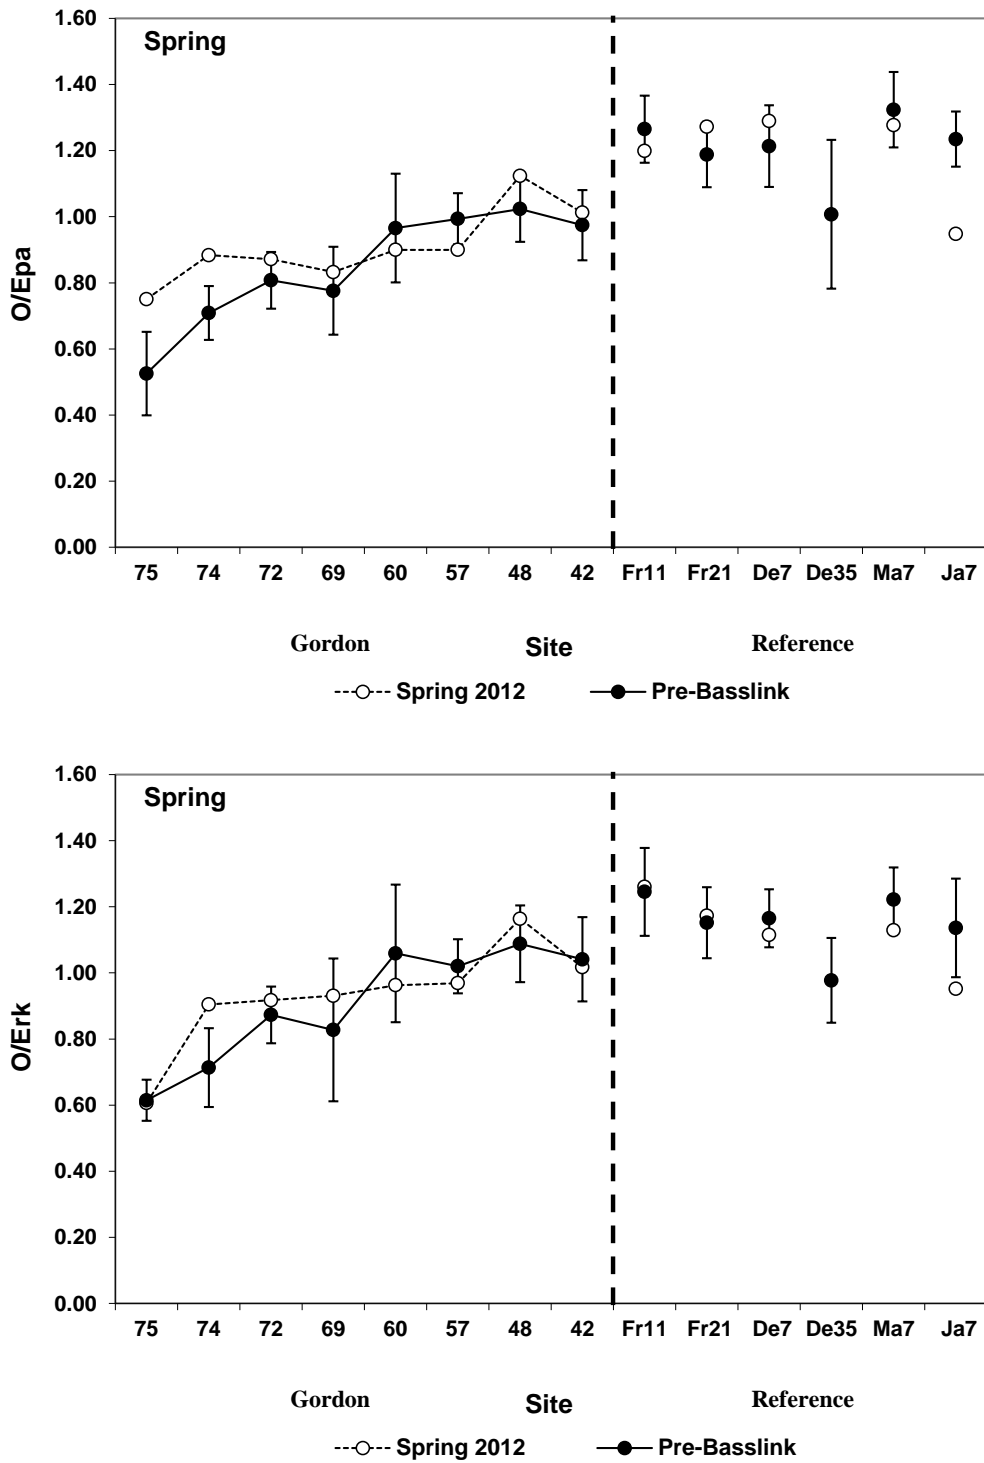 1.60
Spring
1.40
1.20
1.00
0.80
0.60
0.40
0.20
0.00
O/Epa
75 74 72 69 60 57 48 42 Fr11 Fr21 De7 De35 Ma7 Ja7
Gordon Site Reference
Spring 2012 Pre-Basslink
1.60
Spring
1.40
1.20
1.00
0.80
0.60
0.40
0.20
0.00
O/Erk
75 74 72 69 60 57 48 42 Fr11 Fr21 De7 De35 Ma7 Ja7
Gordon Site Reference
Spring 2012 Pre-Basslink